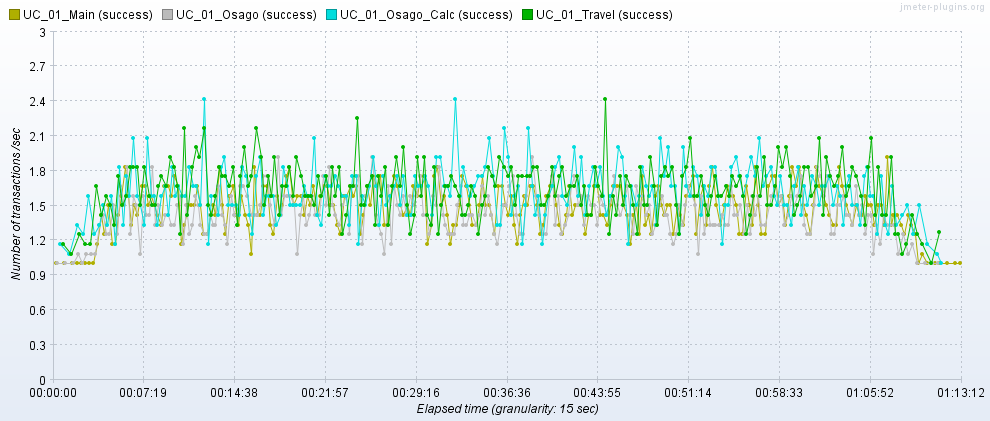 jmeter-plugins.org
UC_01_Main (success) UC_01_Osago (success) UC_01_Osago_Calc (success) UC_01_Travel (success)
Number of transactions/sec
3
2.7
2.4
2.1
1.8
1.5
1.2
0.9
0.6
0.3
0
00:00:00 00:07:19 00:14:38 00:21:57 00:29:16 00:36:36 00:43:55 00:51:14 00:58:33 01:05:52 01:13:12
Elapsed time (granularity: 15 sec)